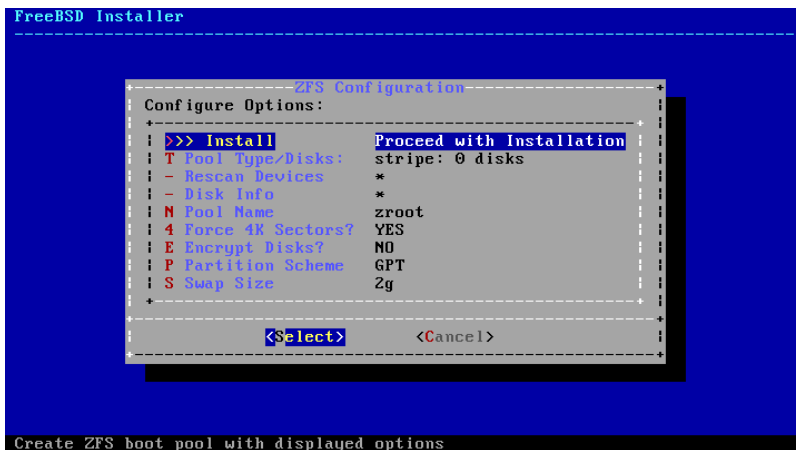 FreeBSD Installer
ZFS Configuration
Configure Options:
>>> Install Proceed with Installation
T Pool Type/Disks: stripe: 0 disks
- Rescan Devices *
- Disk Info *
N Pool Name zroot
4 Force 4K Sectors? YES
E Encrypt Disks? NO
P Partition Scheme GPT
S Swap Size 2g
<Select> <Cancel>
Create ZFS boot pool with displayed options